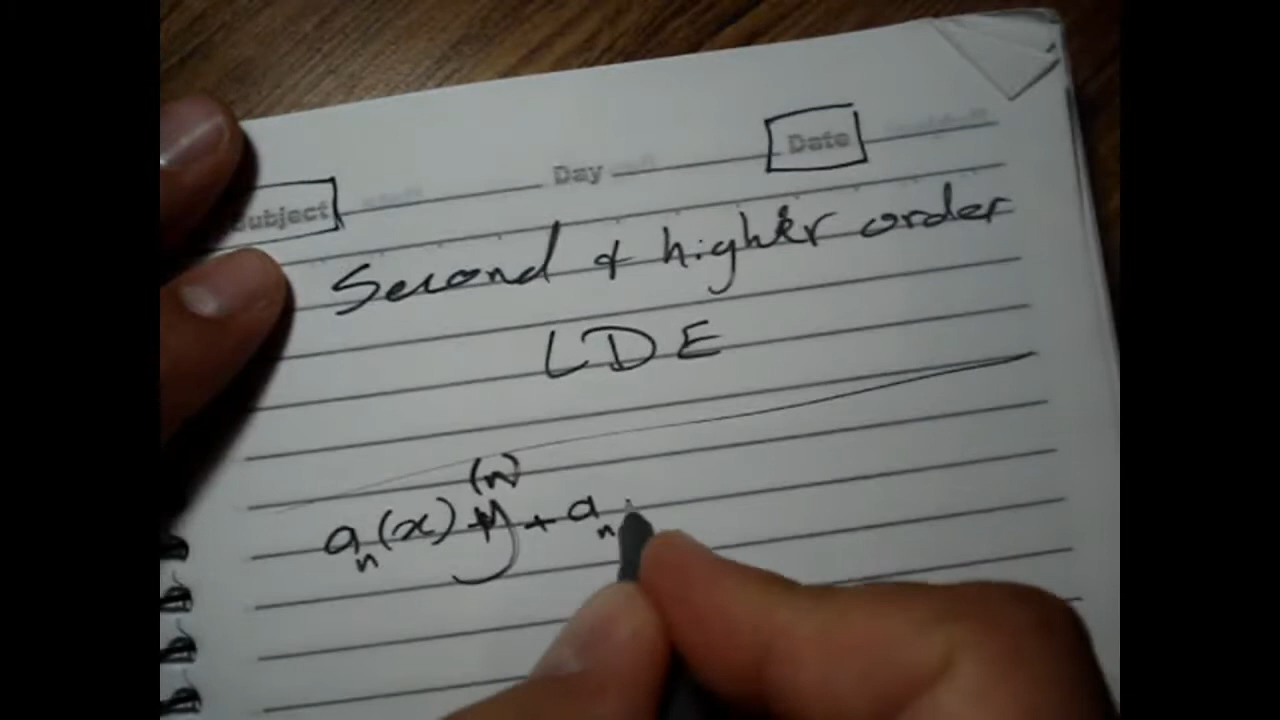 Subject Day Date
Second & higher order
LDE
aₙ(x) y⁽ⁿ⁾ + aₙ